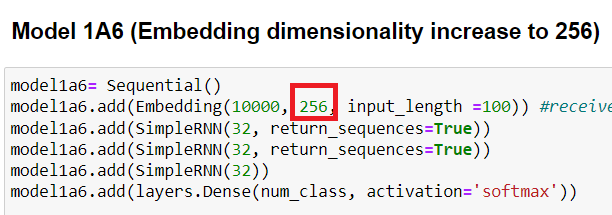 Model 1A6 (Embedding dimensionality increase to 256)
model1a6= Sequential()
model1a6.add(Embedding(10000, 256, input_length =100)) #receive
model1a6.add(SimpleRNN(32, return_sequences=True))
model1a6.add(SimpleRNN(32, return_sequences=True))
model1a6.add(SimpleRNN(32))
model1a6.add(layers.Dense(num_class, activation='softmax'))